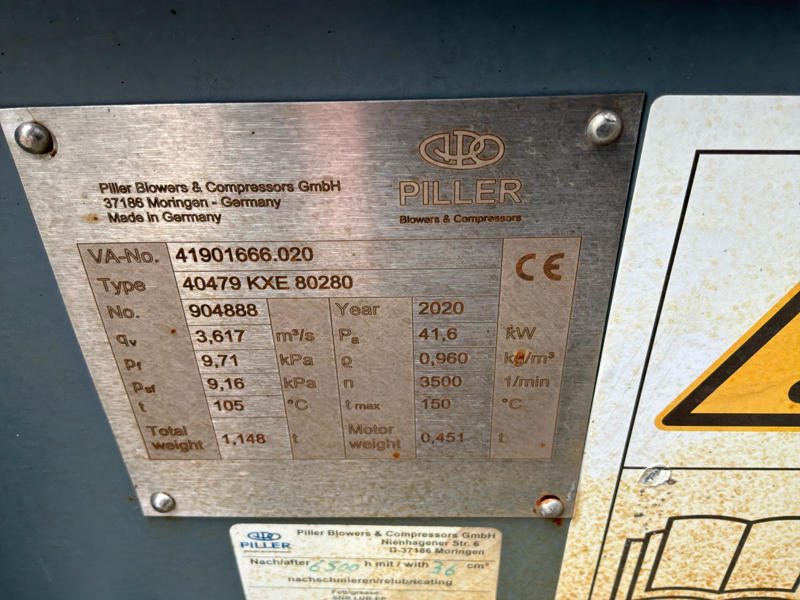 Piller Blowers & Compressors GmbH
37186 Moringen - Germany
Made in Germany
PILLER
Blowers & Compressors
VA-No. 41901666.020
CE
Type 40479 KXE 80280
No. 904888 Year 2020
qv 3,617 m³/s Pa 41,6 kW
pf 9,71 kPa ϱ 0,960 kg/m³
psf 9,16 kPa n 3500 1/min
t 105 °C t max 150 °C
Total weight 1,148 t Motor weight 0,451 t
PILLER
Piller Blowers & Compressors GmbH
Nienhagener Str. 6
D-37186 Moringen
Nach/after 6500 h mit / with 36 cm³
nachschmieren/relubricating
Fett/grease: